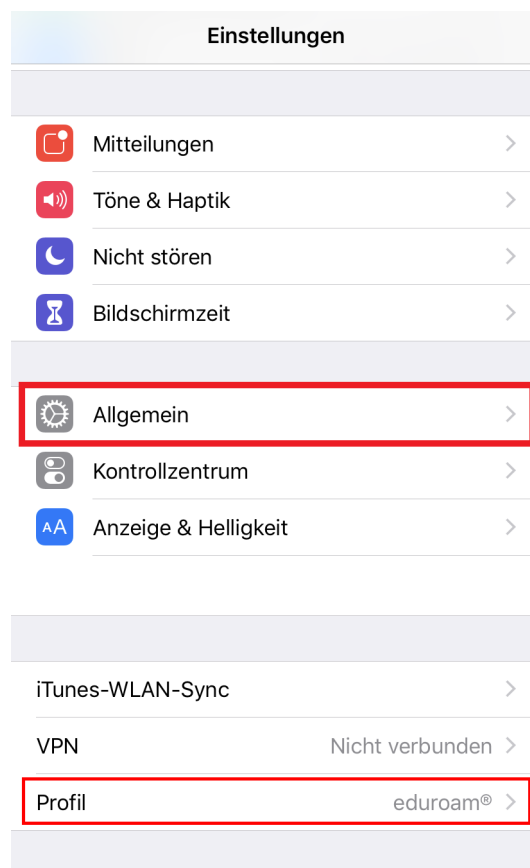 Einstellungen
Mitteilungen
Töne & Haptik
Nicht stören
Bildschirmzeit
Allgemein
Kontrollzentrum
AA Anzeige & Helligkeit
iTunes-WLAN-Sync
VPN Nicht verbunden
Profil eduroam®